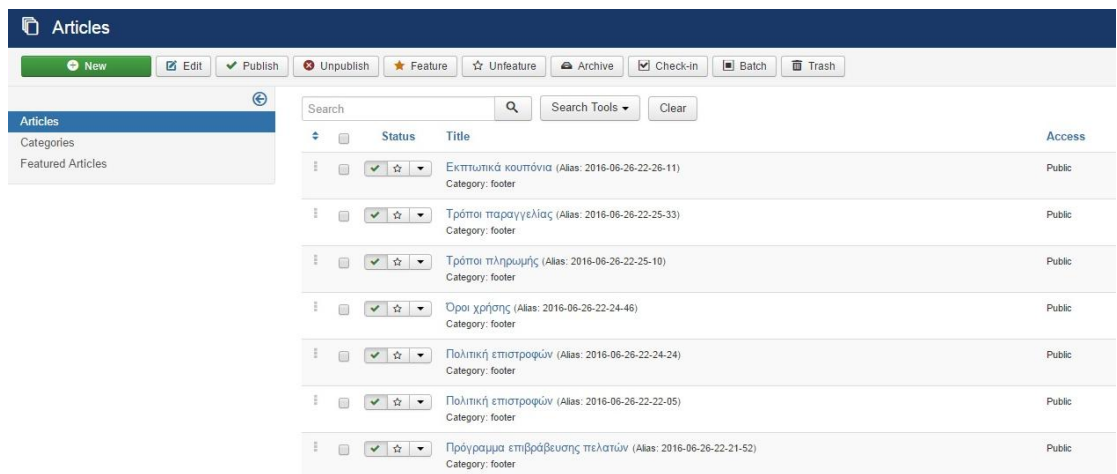 Articles
New Edit Publish Unpublish Feature Unfeature Archive Check-in Batch Trash
Articles
Categories
Featured Articles
Search Search Tools Clear
Status Title Access
Εκπτωτικά κουπόνια (Alias: 2016-06-26-22-26-11) Public
Category: footer
Τρόποι παραγγελίας (Alias: 2016-06-26-22-25-33) Public
Category: footer
Τρόποι πληρωμής (Alias: 2016-06-26-22-25-10) Public
Category: footer
Όροι χρήσης (Alias: 2016-06-26-22-24-46) Public
Category: footer
Πολιτική επιστροφών (Alias: 2016-06-26-22-24-24) Public
Category: footer
Πολιτική επιστροφών (Alias: 2016-06-26-22-22-05) Public
Category: footer
Πρόγραμμα επιβράβευσης πελατών (Alias: 2016-06-26-22-21-52) Public
Category: footer